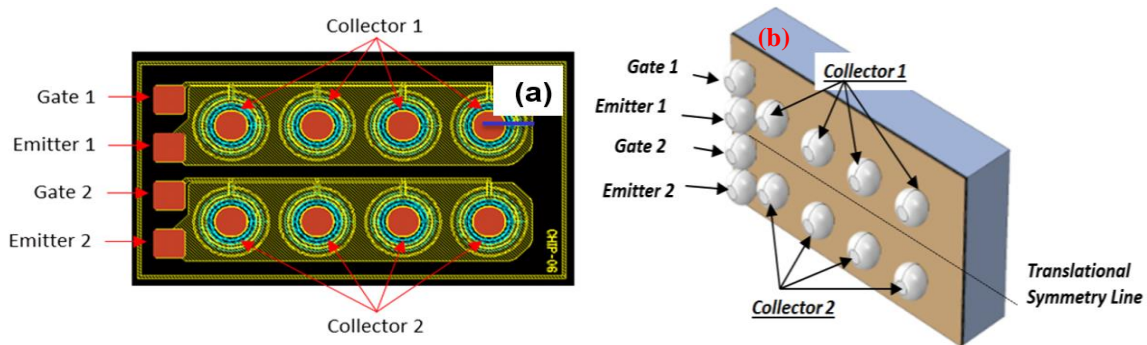 Collector 1
(a)
Gate 1
Emitter 1
Gate 2
Emitter 2
CHIP-06
Collector 2
(b)
Gate 1
Collector 1
Emitter 1
Gate 2
Emitter 2
Translational
Symmetry Line
Collector 2